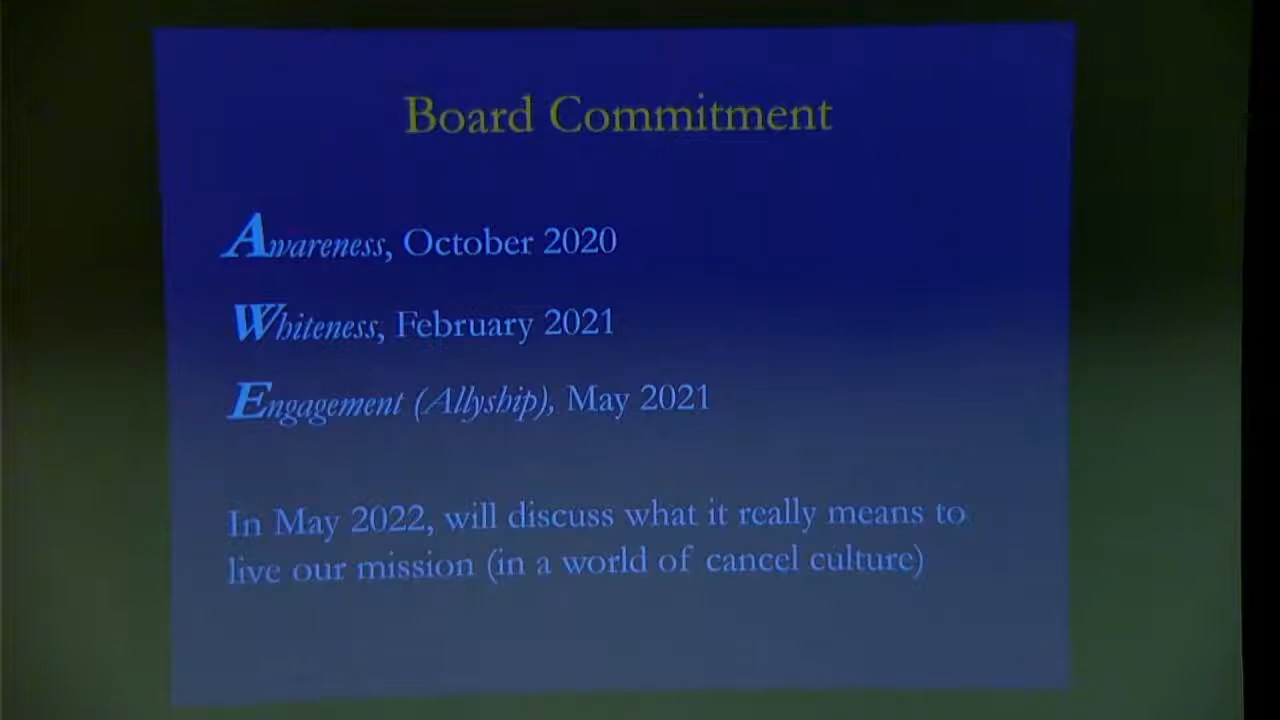 Board Commitment
Awareness, October 2020
Whiteness, February 2021
Engagement (Allyship), May 2021
In May 2022, will discuss what it really means to
live our mission (in a world of cancel culture)